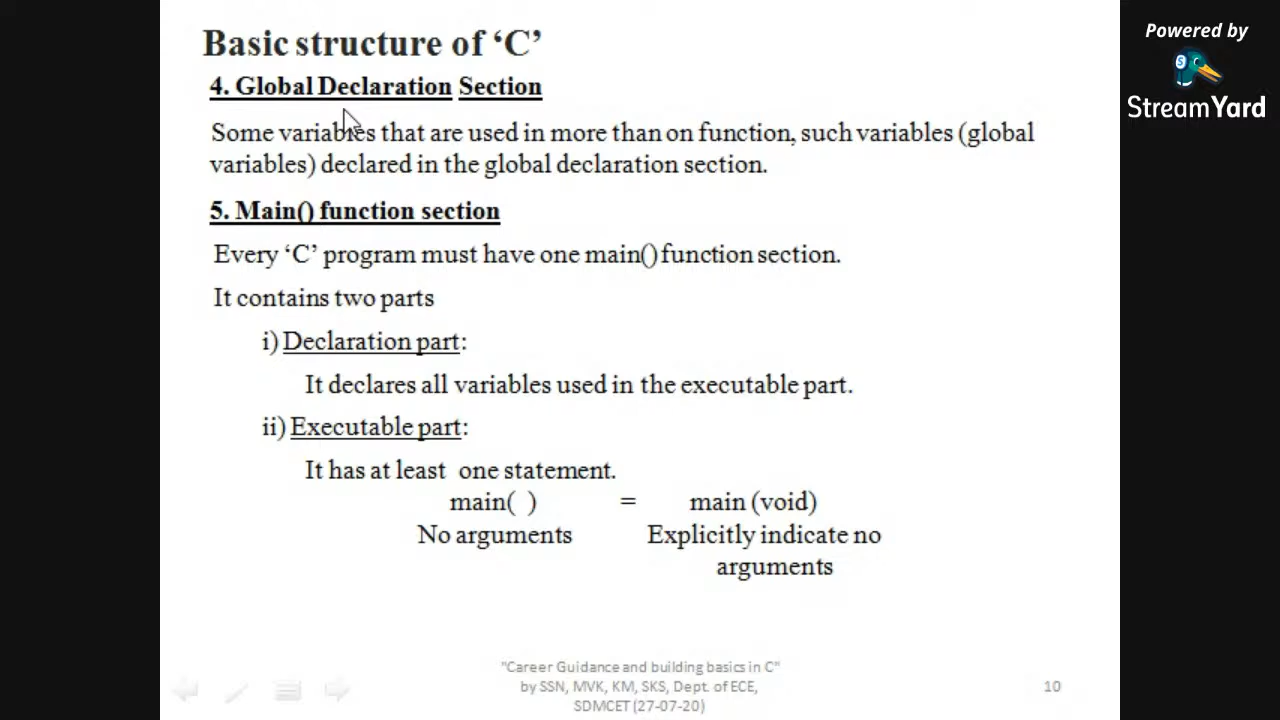 Basic structure of ‘C’
Powered by
StreamYard
4. Global Declaration Section
Some variables that are used in more than on function, such variables (global
variables) declared in the global declaration section.
5. Main() function section
Every ‘C’ program must have one main() function section.
It contains two parts
i) Declaration part:
It declares all variables used in the executable part.
ii) Executable part:
It has at least one statement.
main( ) = main (void)
No arguments Explicitly indicate no
arguments
"Career Guidance and building basics in C"
by SSN, MVK, KM, SKS, Dept. of ECE,
SDMCET (27-07-20)
10